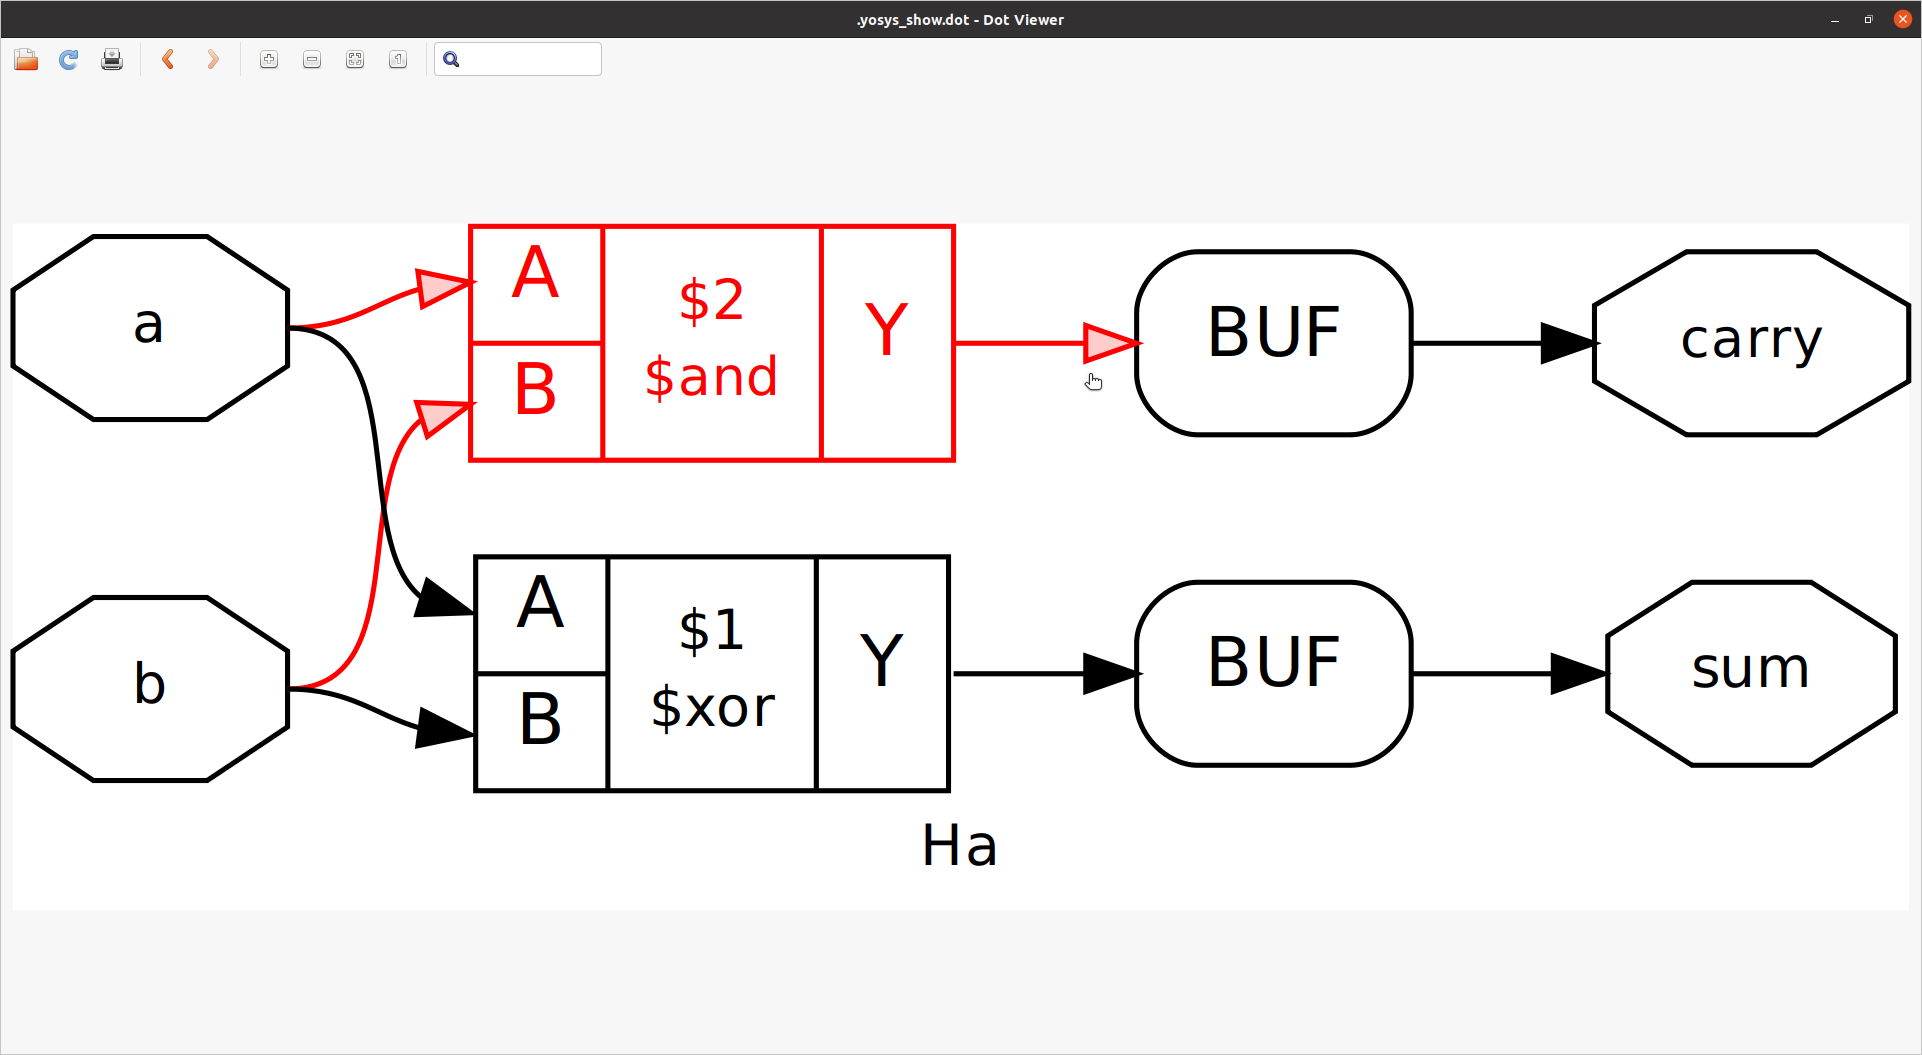 .yosys_show.dot - Dot Viewer
a
A
B
$2
$and
Y
BUF
carry
b
A
B
$1
$xor
Y
BUF
sum
Ha